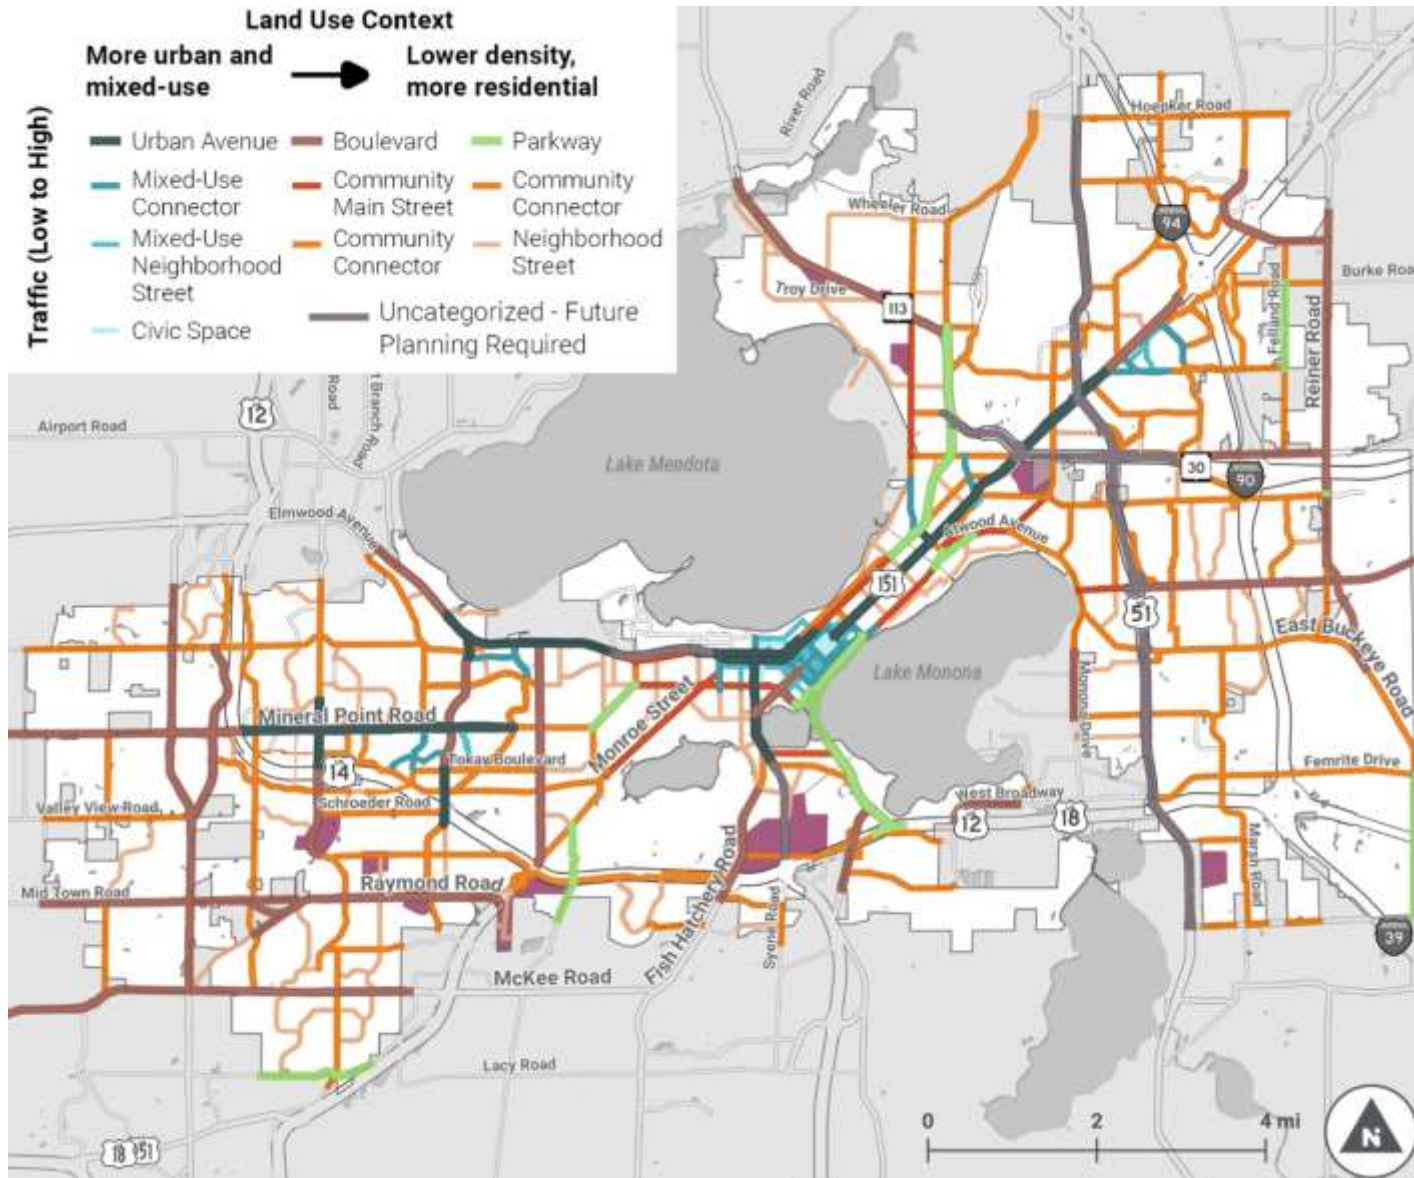 Land Use Context
More urban and
mixed-use
Lower density,
more residential
Traffic (Low to High)
Urban Avenue
Boulevard
Parkway
Mixed-Use
Connector
Community
Main Street
Community
Connector
Mixed-Use
Neighborhood
Street
Community
Connector
Neighborhood
Street
Civic Space
Uncategorized - Future
Planning Required
River Road
Hoepker Road
Wheeler Road
94
Troy Drive
113
Burke Roa
Felland Road
Reiner Road
Road
t Branch Road
12
Airport Road
Lake Mendota
30
90
Elmwood Avenue
Atwood Avenue
151
51
East Buckeye Road
Lake Monona
Monona Drive
Mineral Point Road
Monroe Street
14
Tokay Boulevard
Femrite Drive
Valley View Road
Schroeder Road
West Broadway
12
18
Marsh Road
Mid Town Road
Raymond Road
Fish Hatchery Road
Syene Road
39
McKee Road
Lacy Road
0
2
4 mi
18
51
N